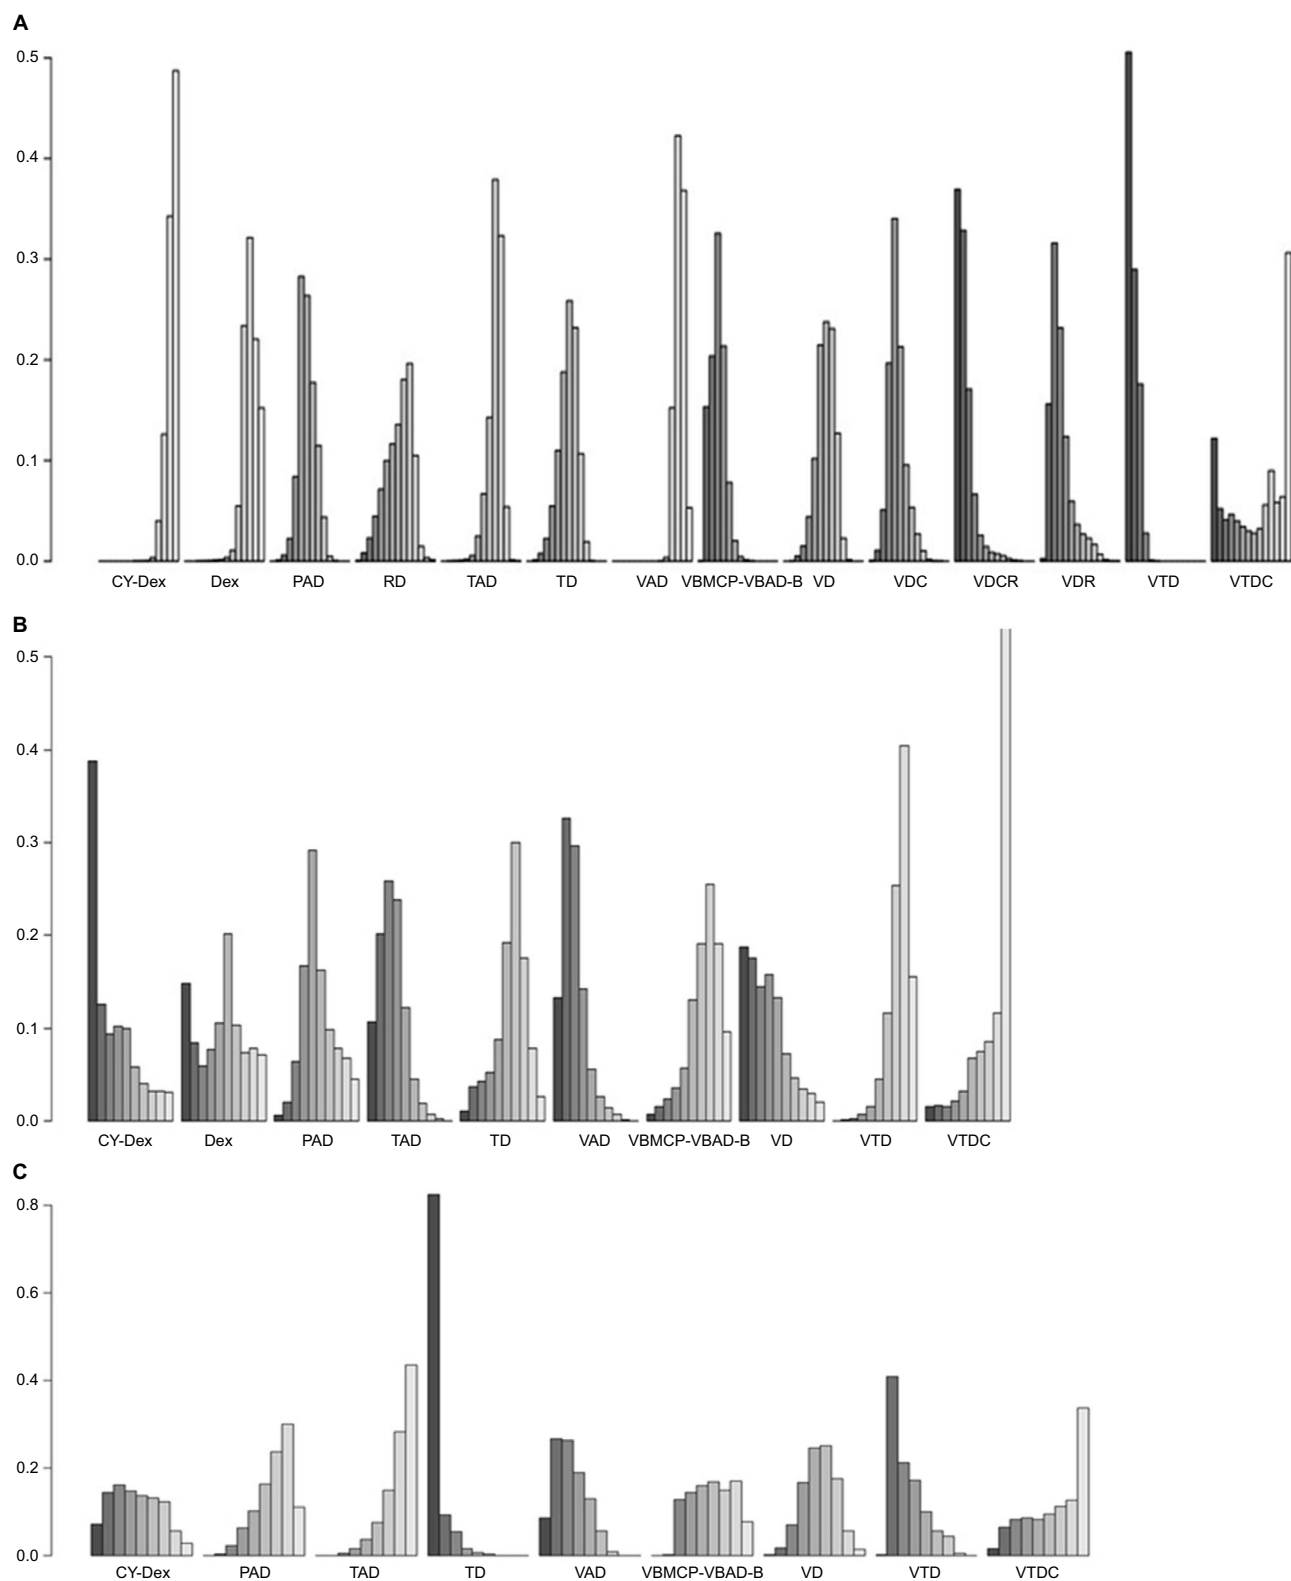 A
0.5
0.4
0.3
0.2
0.1
0.0
CY-Dex Dex PAD RD TAD TD VAD VBMCP-VBAD-B VD VDC VDCR VDR VTD VTDC
B
0.5
0.4
0.3
0.2
0.1
0.0
CY-Dex Dex PAD TAD TD VAD VBMCP-VBAD-B VD VTD VTDC
C
0.8
0.6
0.4
0.2
0.0
CY-Dex PAD TAD TD VAD VBMCP-VBAD-B VD VTD VTDC